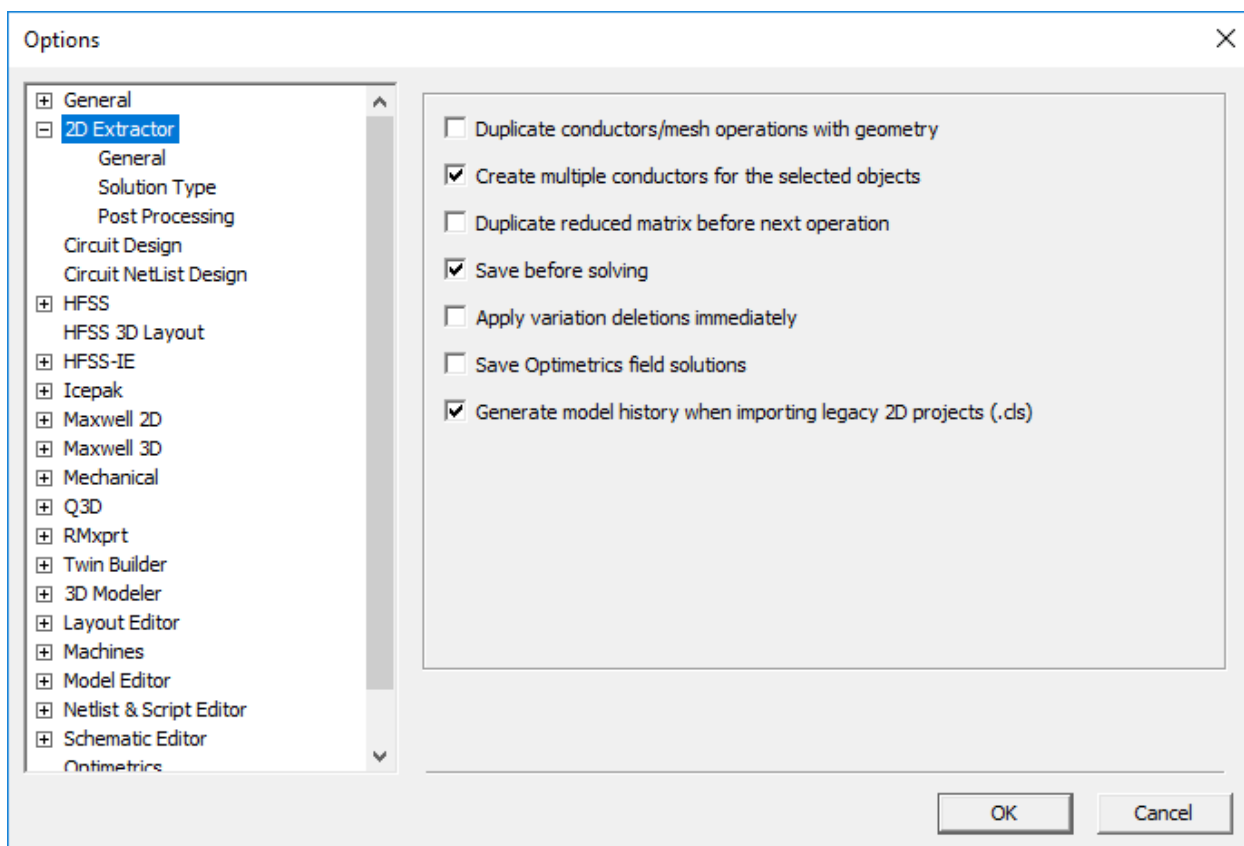 Options
General
2D Extractor
General
Solution Type
Post Processing
Circuit Design
Circuit NetList Design
HFSS
HFSS 3D Layout
HFSS-IE
Icepak
Maxwell 2D
Maxwell 3D
Mechanical
Q3D
RMxprt
Twin Builder
3D Modeler
Layout Editor
Machines
Model Editor
Netlist & Script Editor
Schematic Editor
Optimetrics
Duplicate conductors/mesh operations with geometry
Create multiple conductors for the selected objects
Duplicate reduced matrix before next operation
Save before solving
Apply variation deletions immediately
Save Optimetrics field solutions
Generate model history when importing legacy 2D projects (.cls)
OK
Cancel